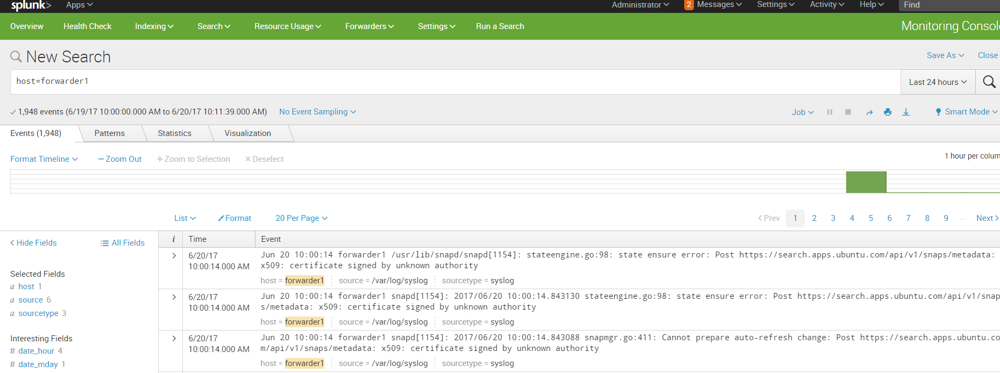 splunk> Apps Administrator 2 Messages Settings Activity Help Find
Overview Health Check Indexing Search Resource Usage Forwarders Settings Run a Search Monitoring Console
New Search Save As Close
host=forwarder1 Last 24 hours
1,948 events (6/19/17 10:00:00.000 AM to 6/20/17 10:11:39.000 AM) No Event Sampling Job Smart Mode
Events (1,948) Patterns Statistics Visualization
Format Timeline — Zoom Out + Zoom to Selection × Deselect 1 hour per colum
List Format 20 Per Page < Prev 1 2 3 4 5 6 7 8 9 ... Next >
< Hide Fields All Fields i Time Event
Selected Fields
a host 1
a source 6
a sourcetype 3
Interesting Fields
# date_hour 4
# date_mday 1
> 6/20/17 10:00:14.000 AM
Jun 20 10:00:14 forwarder1 /usr/lib/snapd/snapd[1154]: stateengine.go:98: state ensure error: Post https://search.apps.ubuntu.com/api/v1/snaps/metadata:
x509: certificate signed by unknown authority
host = forwarder1 source = /var/log/syslog sourcetype = syslog
> 6/20/17 10:00:14.000 AM
Jun 20 10:00:14 forwarder1 snapd[1154]: 2017/06/20 10:00:14.843130 stateengine.go:98: state ensure error: Post https://search.apps.ubuntu.com/api/v1/snap
s/metadata: x509: certificate signed by unknown authority
host = forwarder1 source = /var/log/syslog sourcetype = syslog
> 6/20/17 10:00:14.000 AM
Jun 20 10:00:14 forwarder1 snapd[1154]: 2017/06/20 10:00:14.843088 snapmgr.go:411: Cannot prepare auto-refresh change: Post https://search.apps.ubuntu.co
m/api/v1/snaps/metadata: x509: certificate signed by unknown authority
host = forwarder1 source = /var/log/syslog sourcetype = syslog